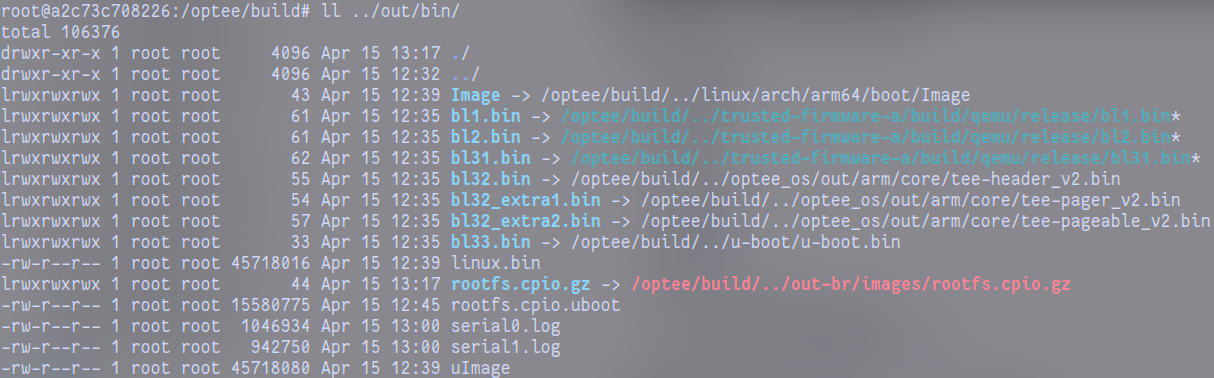 root@a2c73c708226:/optee/build# ll ../out/bin/
total 106376
drwxr-xr-x 1 root root     4096 Apr 15 13:17 ./
drwxr-xr-x 1 root root     4096 Apr 15 12:32 ../
lrwxrwxrwx 1 root root       43 Apr 15 12:39 Image -> /optee/build/../linux/arch/arm64/boot/Image
lrwxrwxrwx 1 root root       61 Apr 15 12:35 bl1.bin -> /optee/build/../trusted-firmware-a/build/qemu/release/bl1.bin*
lrwxrwxrwx 1 root root       61 Apr 15 12:35 bl2.bin -> /optee/build/../trusted-firmware-a/build/qemu/release/bl2.bin*
lrwxrwxrwx 1 root root       62 Apr 15 12:35 bl31.bin -> /optee/build/../trusted-firmware-a/build/qemu/release/bl31.bin*
lrwxrwxrwx 1 root root       55 Apr 15 12:35 bl32.bin -> /optee/build/../optee_os/out/arm/core/tee-header_v2.bin
lrwxrwxrwx 1 root root       54 Apr 15 12:35 bl32_extra1.bin -> /optee/build/../optee_os/out/arm/core/tee-pager_v2.bin
lrwxrwxrwx 1 root root       57 Apr 15 12:35 bl32_extra2.bin -> /optee/build/../optee_os/out/arm/core/tee-pageable_v2.bin
lrwxrwxrwx 1 root root       33 Apr 15 12:35 bl33.bin -> /optee/build/../u-boot/u-boot.bin
-rw-r--r-- 1 root root 45718016 Apr 15 12:39 linux.bin
lrwxrwxrwx 1 root root       44 Apr 15 13:17 rootfs.cpio.gz -> /optee/build/../out-br/images/rootfs.cpio.gz
-rw-r--r-- 1 root root 15580775 Apr 15 12:45 rootfs.cpio.uboot
-rw-r--r-- 1 root root  1046934 Apr 15 13:00 serial0.log
-rw-r--r-- 1 root root   942750 Apr 15 13:00 serial1.log
-rw-r--r-- 1 root root 45718080 Apr 15 12:39 uImage